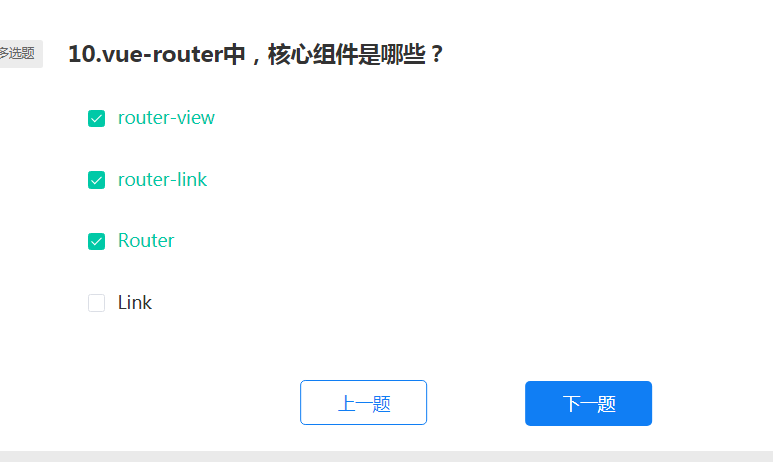 多选题
10.vue-router中，核心组件是哪些？
router-view
router-link
Router
Link
上一题
下一题